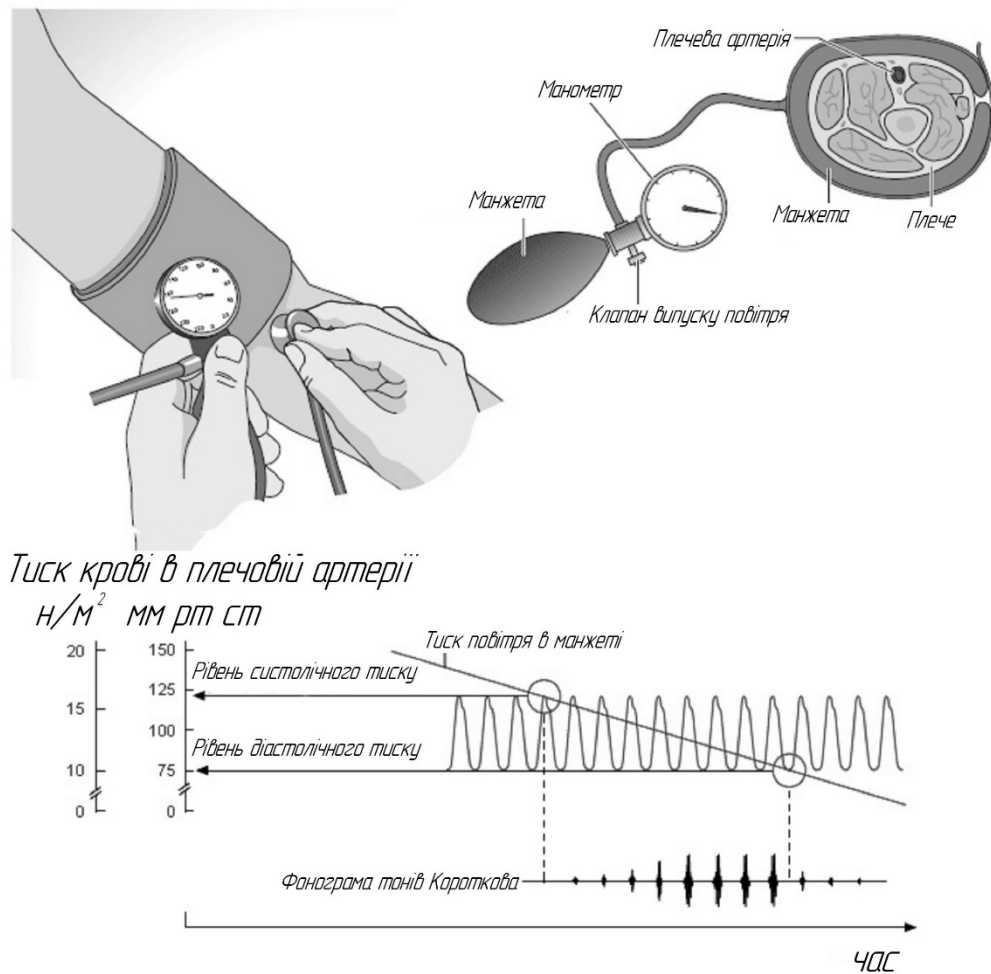 Плечева артерія
Манометр
Манжета
Манжета
Плече
Клапан випуску повітря
Тиск крові в плечовій артерії
н/м² мм рт ст
Тиск повітря в манжеті
20 150
Рівень систолічного тиску
125
15
100
Рівень діастолічного тиску
10 75
0 0
Фонограма тонів Короткова
час